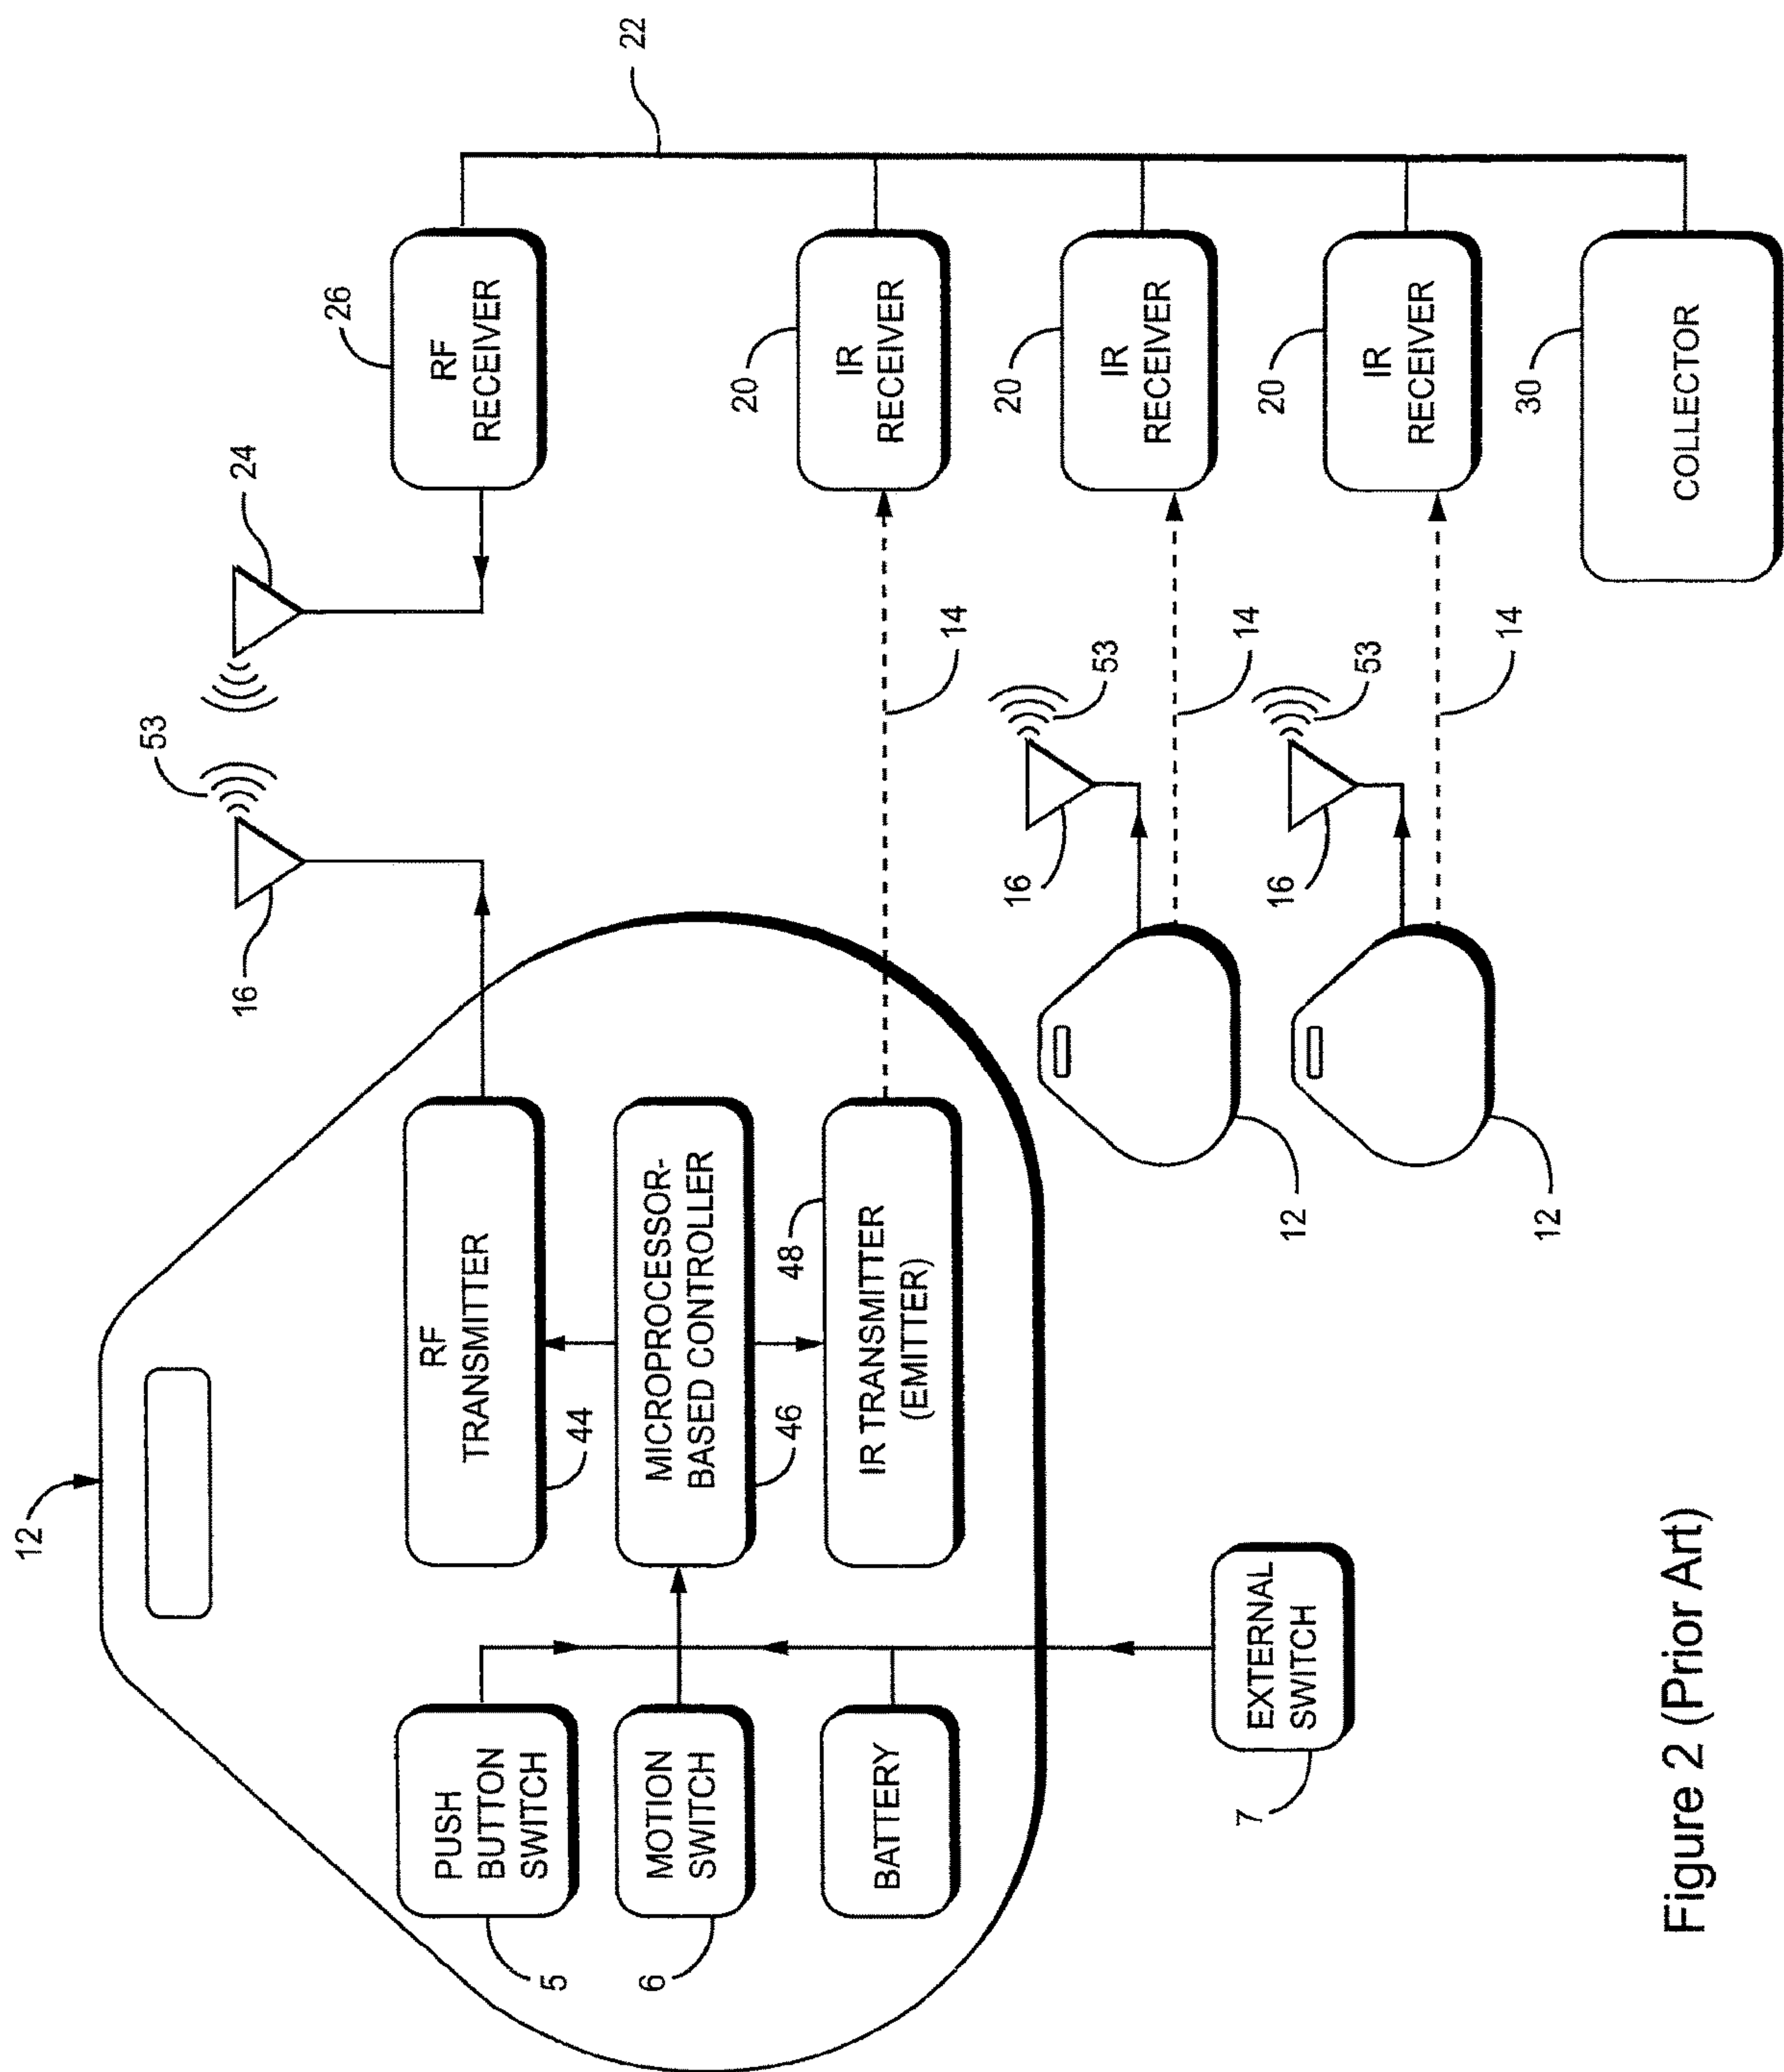 12
PUSH
BUTTON
SWITCH
5
MOTION
SWITCH
6
BATTERY
EXTERNAL
SWITCH
7
RF
TRANSMITTER
44
MICROPROCESSOR-
BASED CONTROLLER
46
48
IR TRANSMITTER
(EMITTER)
16
53
24
26
RF
RECEIVER
22
14
20
IR
RECEIVER
12
16
53
14
20
IR
RECEIVER
12
16
53
14
20
IR
RECEIVER
30
COLLECTOR
Figure 2 (Prior Art)